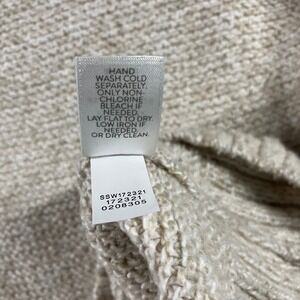 HAND
WASH COLD
SEPARATELY.
ONLY NON-
CHLORINE
BLEACH IF
NEEDED.
LAY FLAT TO DRY.
LOW IRON IF
NEEDED.
OR DRY CLEAN.
SSW172321
172321
0208305